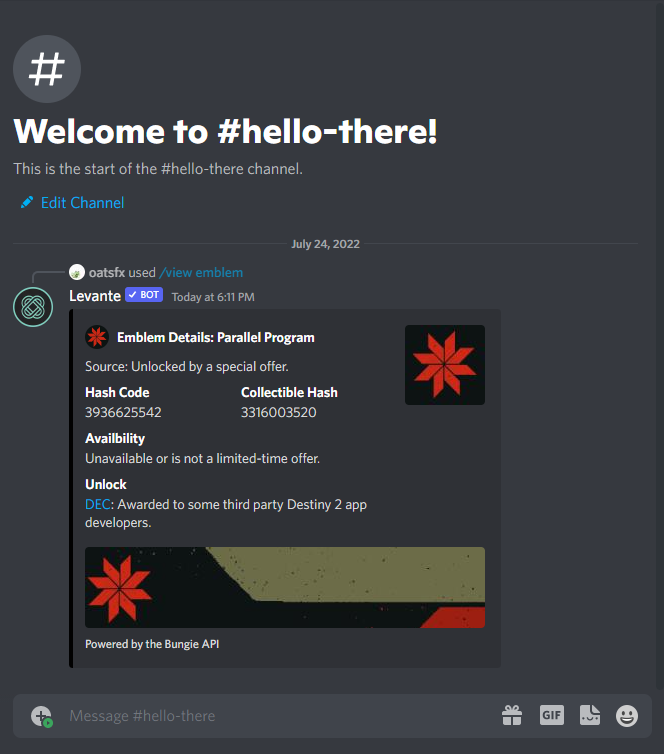 #
Welcome to #hello-there!
This is the start of the #hello-there channel.
Edit Channel
July 24, 2022
oatsfx used /view emblem
Levante ✓ BOT Today at 6:11 PM
Emblem Details: Parallel Program
Source: Unlocked by a special offer.
Hash Code Collectible Hash
3936625542 3316003520
Availbility
Unavailable or is not a limited-time offer.
Unlock
DEC: Awarded to some third party Destiny 2 app
developers.
Powered by the Bungie API
Message #hello-there GIF